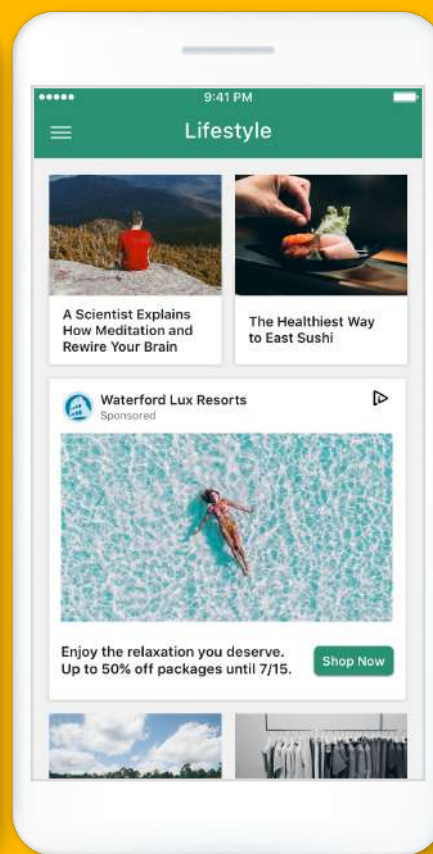 9:41 PM
Lifestyle
A Scientist Explains
How Meditation and
Rewire Your Brain
The Healthiest Way
to East Sushi
Waterford Lux Resorts
Sponsored
Enjoy the relaxation you deserve.
Up to 50% off packages until 7/15.
Shop Now